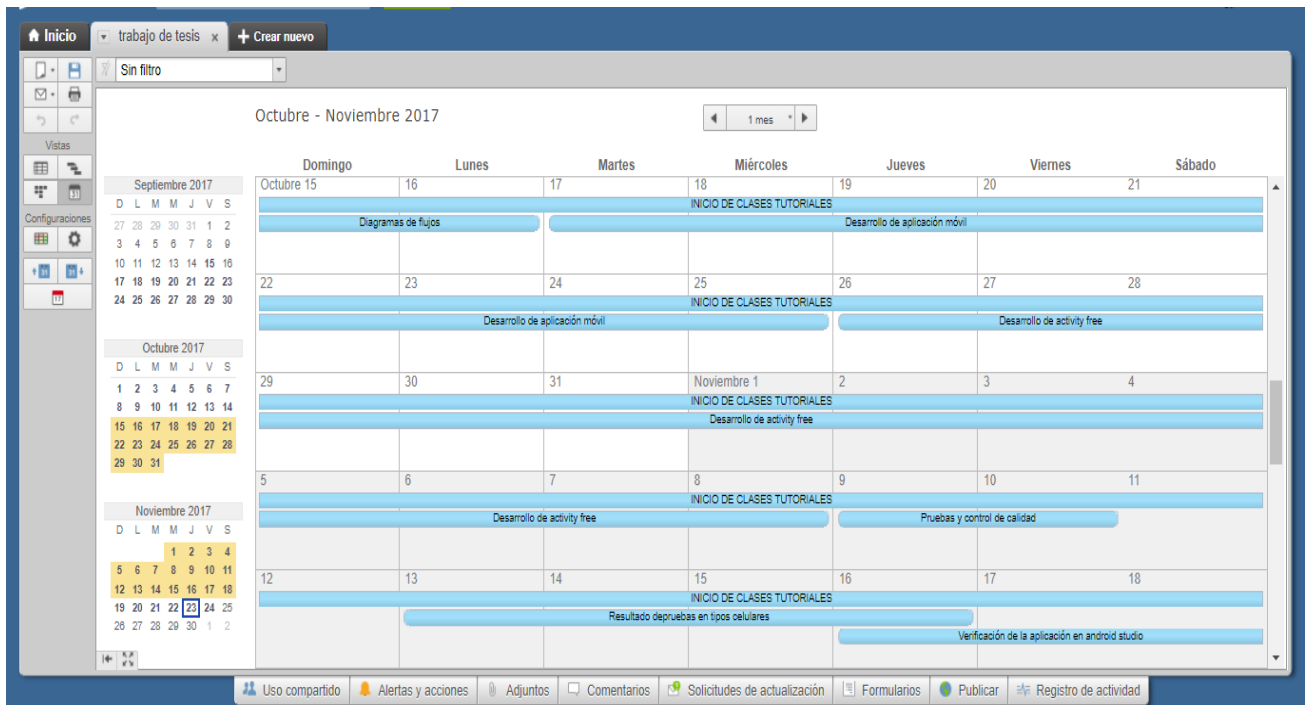 Inicio
trabajo de tesis x
Crear nuevo
Sin filtro
Octubre - Noviembre 2017
1 mes
Vistas
Configuraciones
Septiembre 2017
D L M M J V S
27 28 29 30 31 1 2
3 4 5 6 7 8 9
10 11 12 13 14 15 16
17 18 19 20 21 22 23
24 25 26 27 28 29 30
Octubre 2017
D L M M J V S
1 2 3 4 5 6 7
8 9 10 11 12 13 14
15 16 17 18 19 20 21
22 23 24 25 26 27 28
29 30 31
Noviembre 2017
D L M M J V S
1 2 3 4
5 6 7 8 9 10 11
12 13 14 15 16 17 18
19 20 21 22 23 24 25
26 27 28 29 30 1 2
Domingo Lunes Martes Miércoles Jueves Viernes Sábado
Octubre 15 16 17 18 19 20 21
INICIO DE CLASES TUTORIALES
Diagramas de flujos Desarrollo de aplicación móvil
22 23 24 25 26 27 28
INICIO DE CLASES TUTORIALES
Desarrollo de aplicación móvil Desarrollo de activity free
29 30 31 Noviembre 1 2 3 4
INICIO DE CLASES TUTORIALES
Desarrollo de activity free
5 6 7 8 9 10 11
INICIO DE CLASES TUTORIALES
Desarrollo de activity free Pruebas y control de calidad
12 13 14 15 16 17 18
INICIO DE CLASES TUTORIALES
Resultado depruebas en tipos celulares
Verificación de la aplicación en android studio
Uso compartido Alertas y acciones Adjuntos Comentarios Solicitudes de actualización Formularios Publicar Registro de actividad